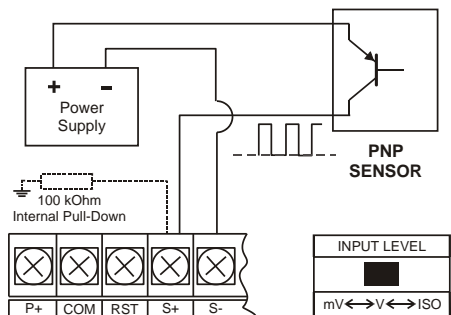 + -
Power
Supply
PNP
SENSOR
100 kOhm
Internal Pull-Down
INPUT LEVEL
mV↔V↔ISO
P+ COM RST S+ S-